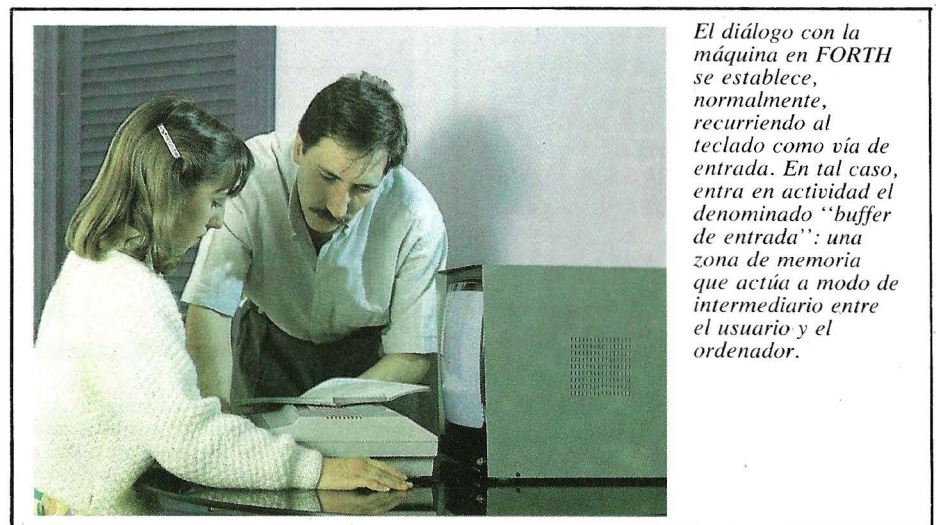 El diálogo con la
máquina en FORTH
se establece,
normalmente,
recurriendo al
teclado como vía de
entrada. En tal caso,
entra en actividad el
denominado “buffer
de entrada”: una
zona de memoria
que actúa a modo de
intermediario entre
el usuario y el
ordenador.